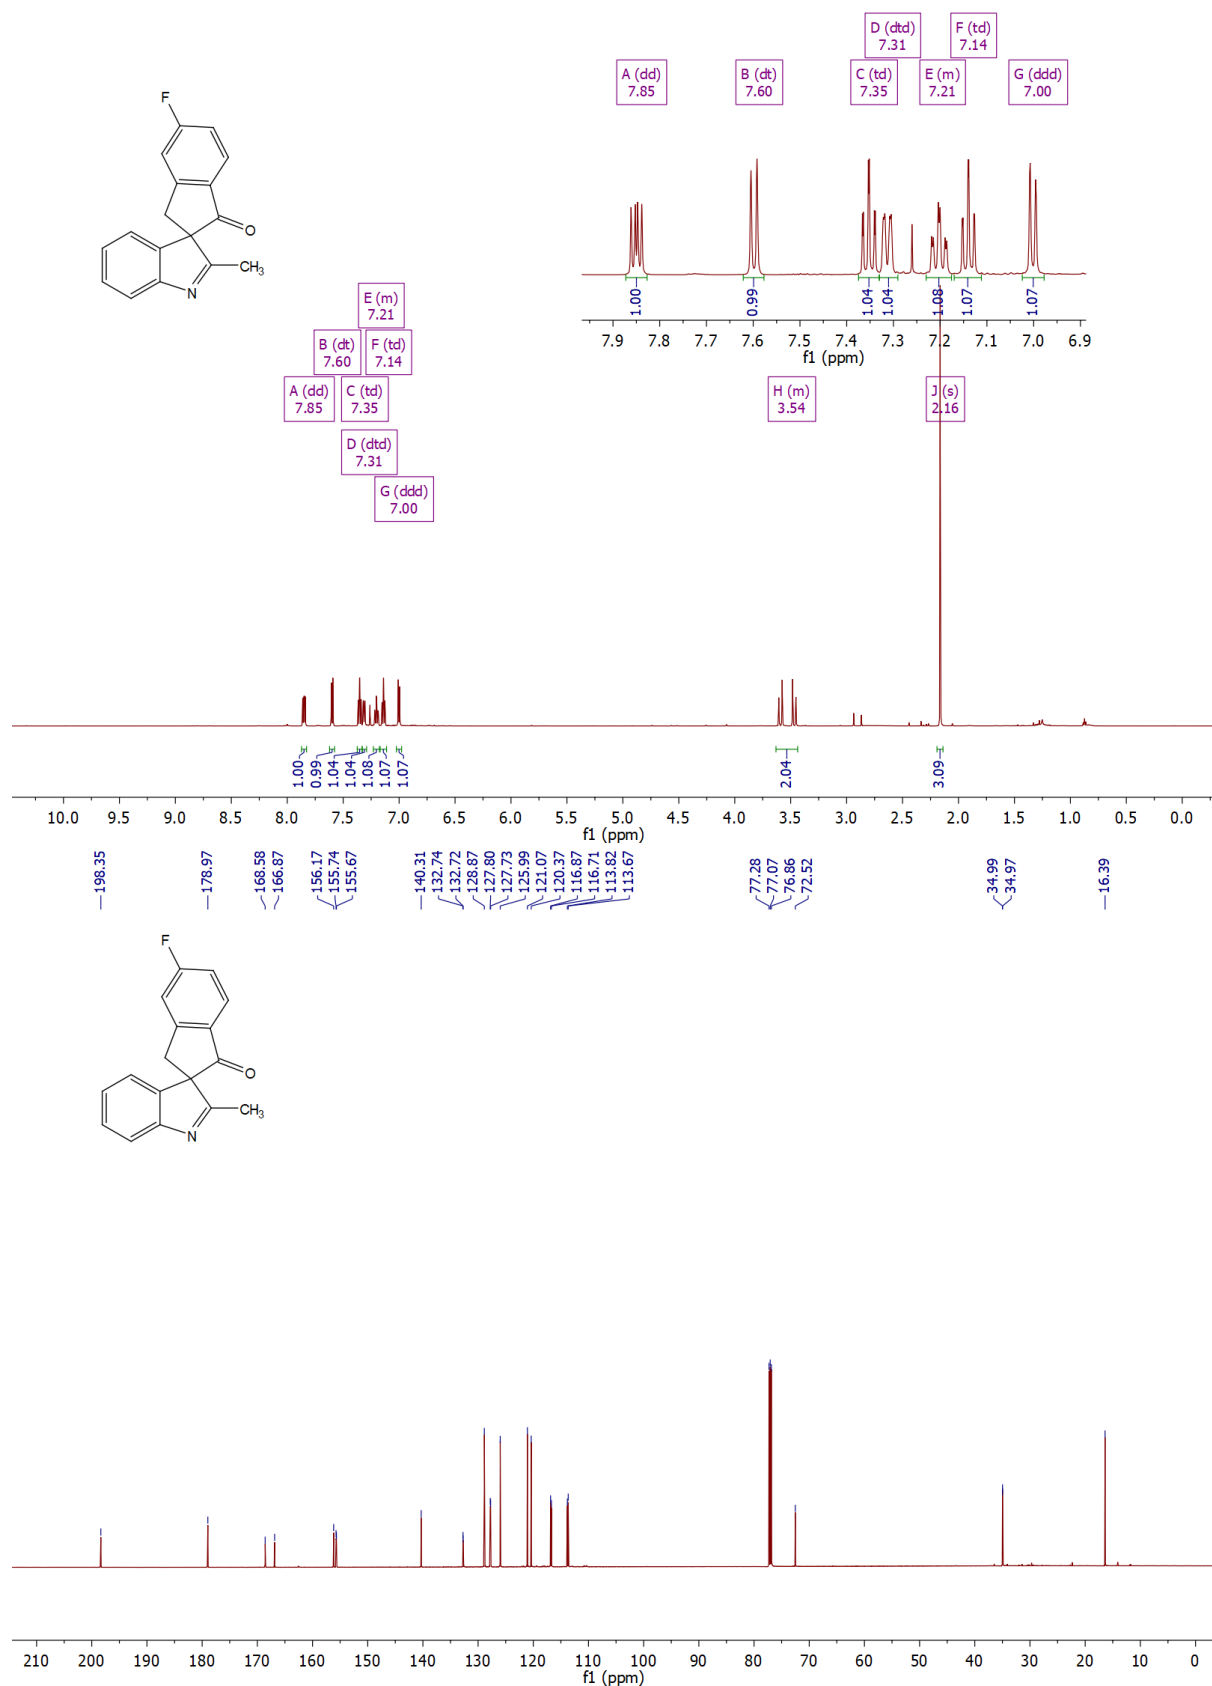 D (dtd)
7.31
F (td)
7.14
A (dd)
7.85
B (dt)
7.60
C (td)
7.35
E (m)
7.21
G (ddd)
7.00
F
O
CH3
N
1.00
0.99
1.04
1.04
1.08
1.07
1.07
7.9 7.8 7.7 7.6 7.5 7.4 7.3 7.2 7.1 7.0 6.9
f1 (ppm)
E (m)
7.21
B (dt)
7.60
F (td)
7.14
A (dd)
7.85
C (td)
7.35
D (dtd)
7.31
G (ddd)
7.00
H (m)
3.54
J (s)
2.16
1.00
0.99
1.04
1.04
1.08
1.07
1.07
2.04
3.09
10.0 9.5 9.0 8.5 8.0 7.5 7.0 6.5 6.0 5.5 5.0 4.5 4.0 3.5 3.0 2.5 2.0 1.5 1.0 0.5 0.0
f1 (ppm)
198.35
178.97
168.58
166.87
156.17
155.74
155.67
140.31
132.74
132.72
128.87
127.80
127.73
125.99
121.07
120.37
116.87
116.71
113.82
113.67
77.28
77.07
76.86
72.52
34.99
34.97
16.39
F
O
CH3
N
210 200 190 180 170 160 150 140 130 120 110 100 90 80 70 60 50 40 30 20 10 0
f1 (ppm)